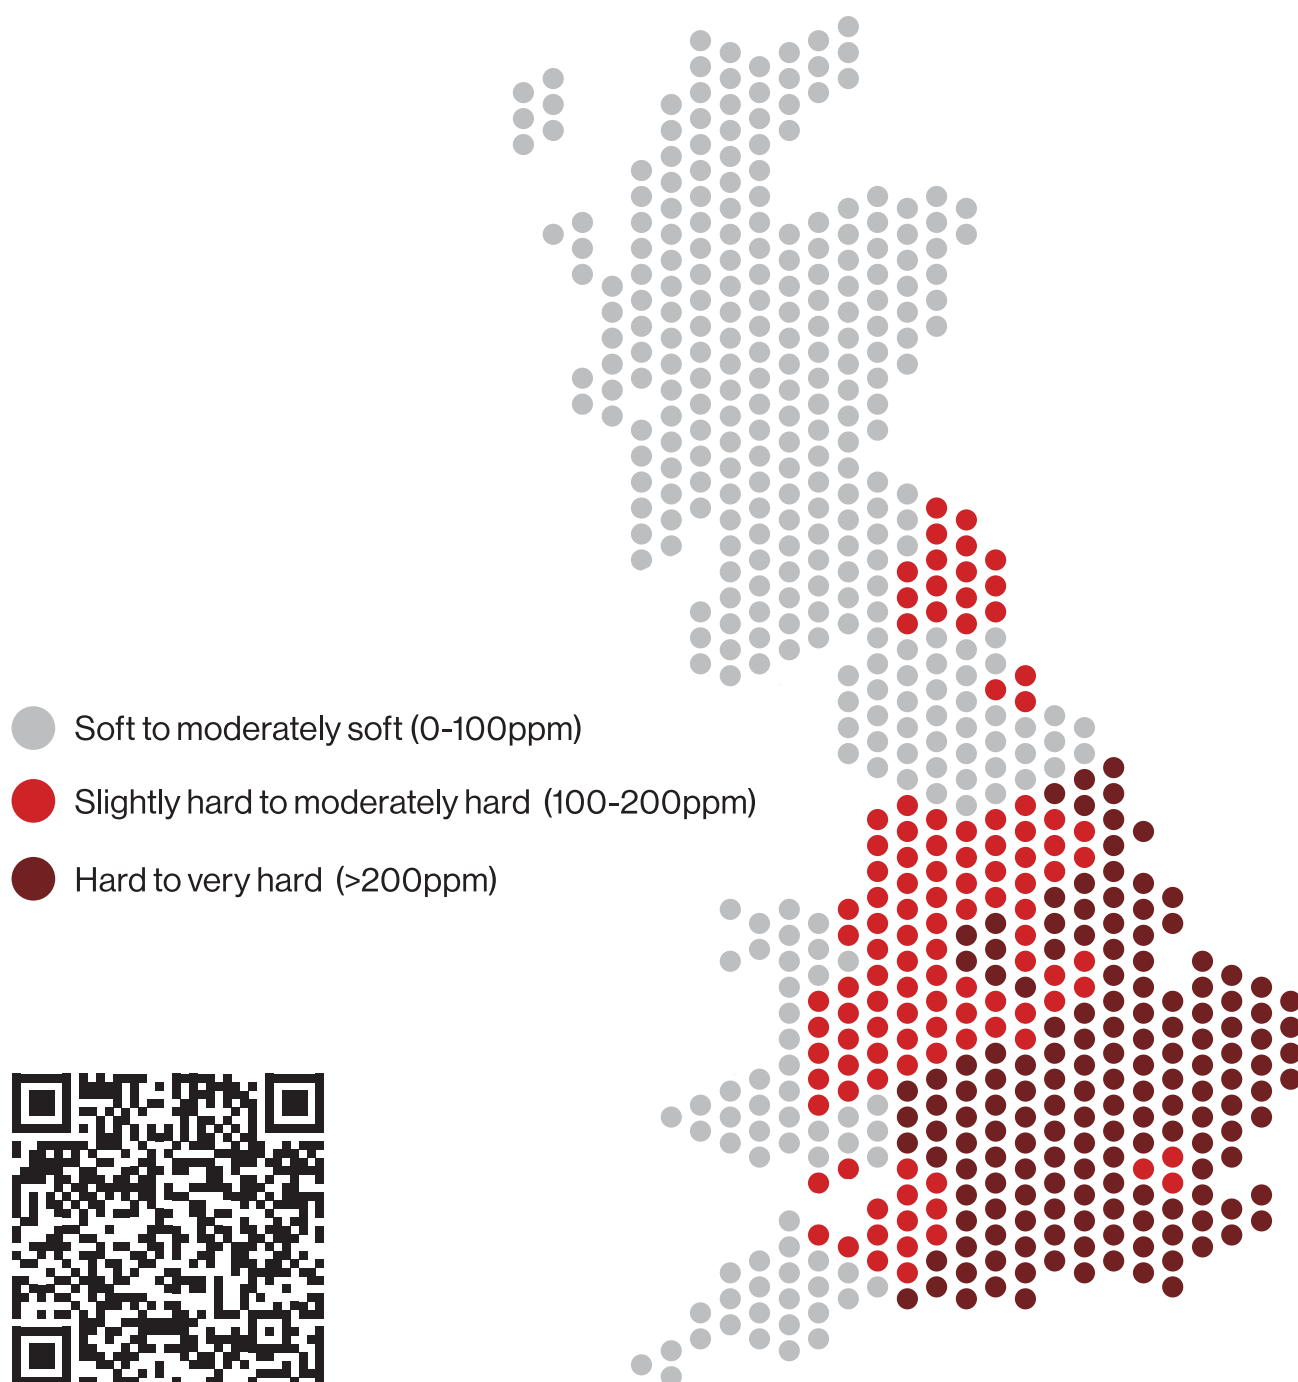 Soft to moderately soft (0-100ppm)
Slightly hard to moderately hard (100-200ppm)
Hard to very hard (>200ppm)